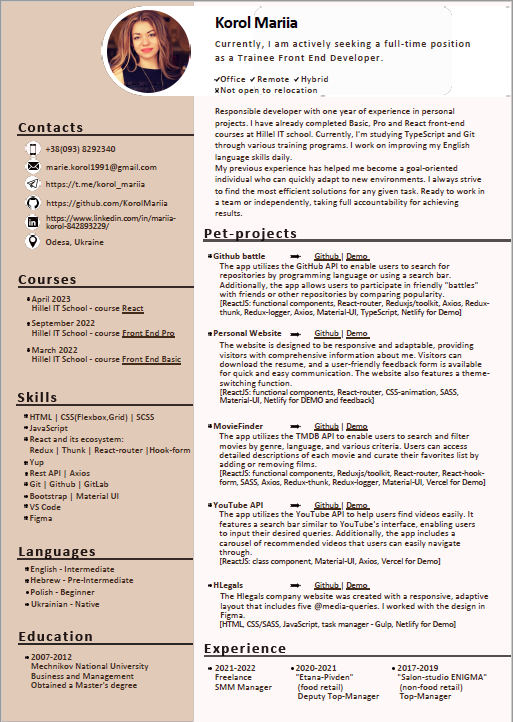 Korol Mariia
Currently, I am actively seeking a full-time position
as a Trainee Front End Developer.
✓Office ✓ Remote ✓ Hybrid
×Not open to relocation
Contacts
+38(093) 8292340
marie.korol1991@gmail.com
https://t.me/korol_mariia
https://github.com/KorolMariia
https://www.linkedin.com/in/mariia-
korol-842893229/
Odesa, Ukraine
Courses
April 2023
Hillel IT School - course React
September 2022
Hillel IT School - course Front End Pro
March 2022
Hillel IT School - course Front End Basic
Skills
HTML | CSS(Flexbox,Grid) | SCSS
JavaScript
React and its ecosystem:
Redux | Thunk | React-router |Hook-form
Yup
Rest API | Axios
Git | Github | GitLab
Bootstrap | Material UI
VS Code
Figma
Languages
English - Intermediate
Hebrew - Pre-Intermediate
Polish - Beginner
Ukrainian - Native
Education
2007-2012
Mechnikov National University
Business and Management
Obtained a Master's degree
Responsible developer with one year of experience in personal
projects. I have already completed Basic, Pro and React front-end
courses at Hillel IT school. Currently, I'm studying TypeScript and Git
through various training programs. I work on improving my English
language skills daily.
My previous experience has helped me become a goal-oriented
individual who can quickly adapt to new environments. I always strive
to find the most efficient solutions for any given task. Ready to work in
a team or independently, taking full accountability for achieving
results.
Pet-projects
Github battle ➡ Github | Demo
The app utilizes the GitHub API to enable users to search for
repositories by programming language or using a search bar.
Additionally, the app allows users to participate in friendly "battles"
with friends or other repositories by comparing popularity.
[ReactJS: functional components, React-router, Reduxjs/toolkit, Axios, Redux-
thunk, Redux-logger, Axios, Material-UI, TypeScript, Netlify for Demo]
Personal Website ➡ Github | Demo
The website is designed to be responsive and adaptable, providing
visitors with comprehensive information about me. Visitors can
download the resume, and a user-friendly feedback form is available
for quick and easy communication. The website also features a theme-
switching function.
[ReactJS: functional components, React-router, CSS-animation, SASS,
Material-UI, Netlify for DEMO and feedback]
MovieFinder ➡ Github | Demo
The app utilizes the TMDB API to enable users to search and filter
movies by genre, language, and various criteria. Users can access
detailed descriptions of each movie and curate their favorites list by
adding or removing films.
[ReactJS: functional components, Reduxjs/toolkit, React-router, React-hook-
form, SASS, Axios, Redux-thunk, Redux-logger, Material-UI, Vercel for Demo]
YouTube API ➡ Github | Demo
The app utilizes the YouTube API to help users find videos easily. It
features a search bar similar to YouTube's interface, enabling users
to input their desired queries. Additionally, the app includes a
carousel of recommended videos that users can easily navigate
through.
[ReactJS: class component, Material-UI, Axios, Vercel for Demo]
HLegals ➡ Github | Demo
The Hlegals company website was created with a responsive, adaptive
layout that includes five @media-queries. I worked with the design in
Figma.
[HTML, CSS/SASS, JavaScript, task manager - Gulp, Netlify for Demo]
Experience
2021-2022
Freelance
SMM Manager
2020-2021
"Etana-Pivden"
(food retail)
Deputy Top-Manager
2017-2019
"Salon-studio ENIGMA"
(non-food retail)
Top-Manager